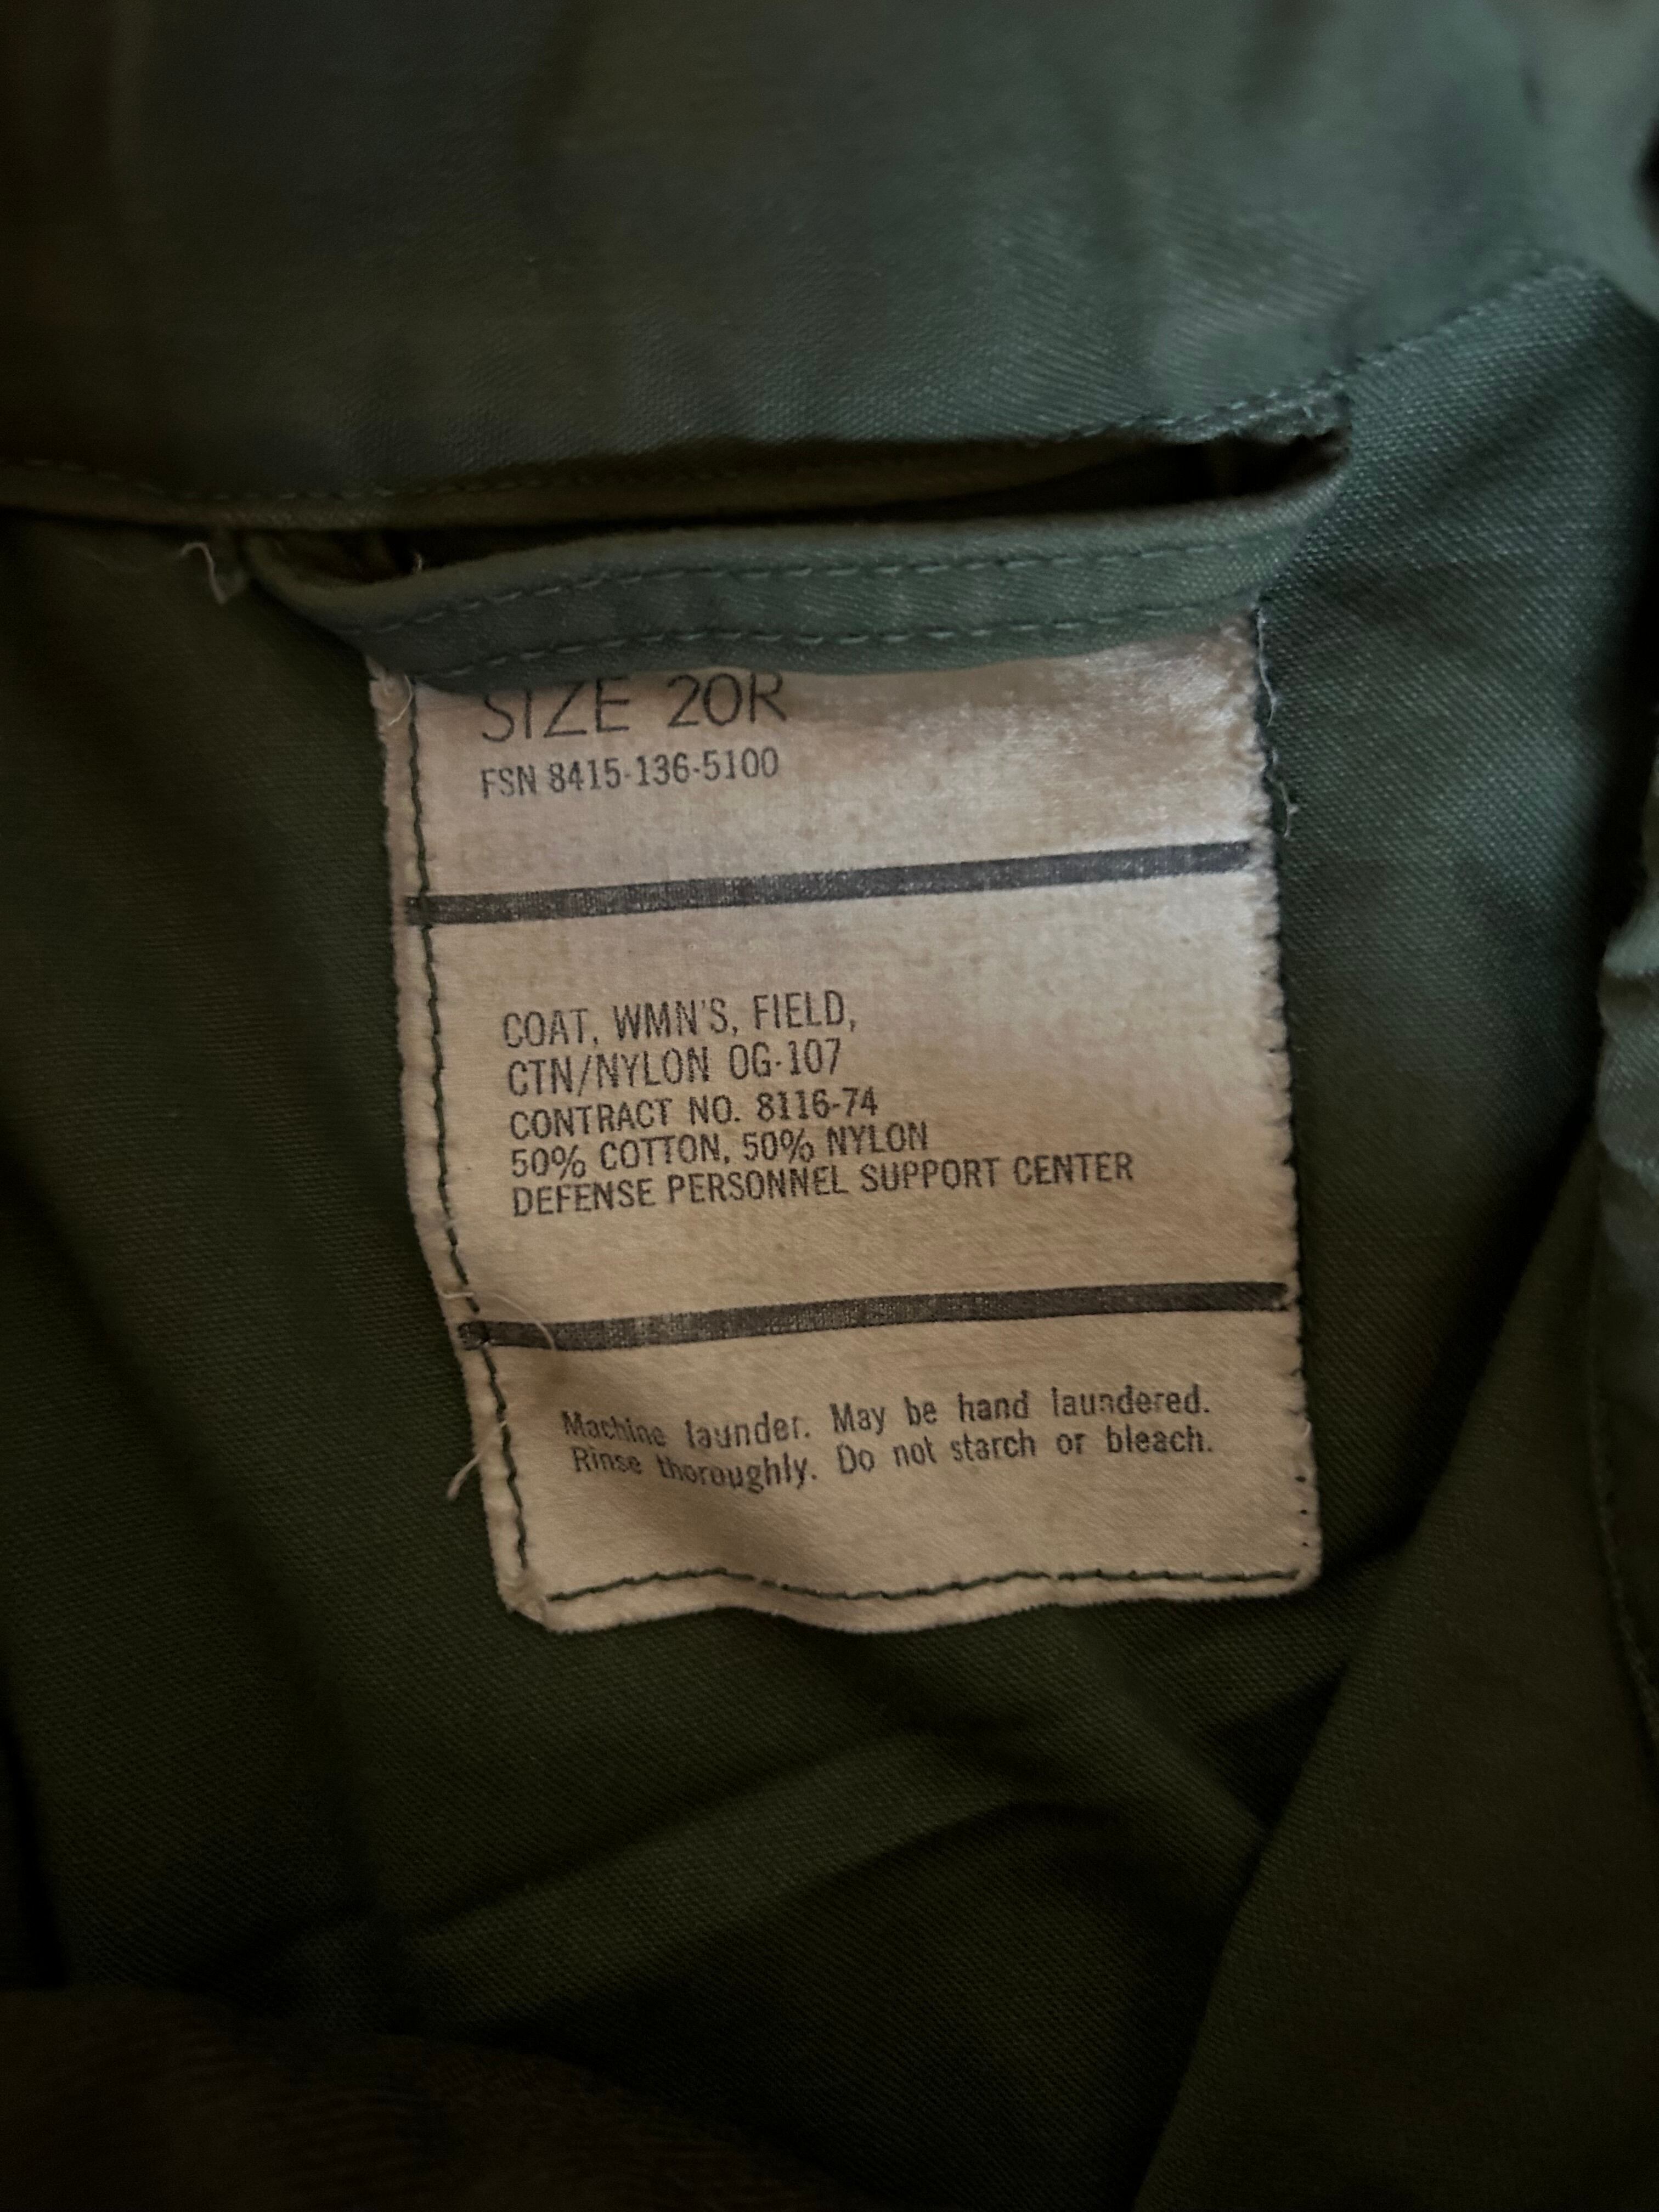 SIZE 20R
FSN 8415-136-5100
COAT, WMN'S, FIELD,
CTN/NYLON OG-107
CONTRACT NO. 8116-74
50% COTTON, 50% NYLON
DEFENSE PERSONNEL SUPPORT CENTER
Machine launder. May be hand laundered.
Rinse thoroughly. Do not starch or bleach.